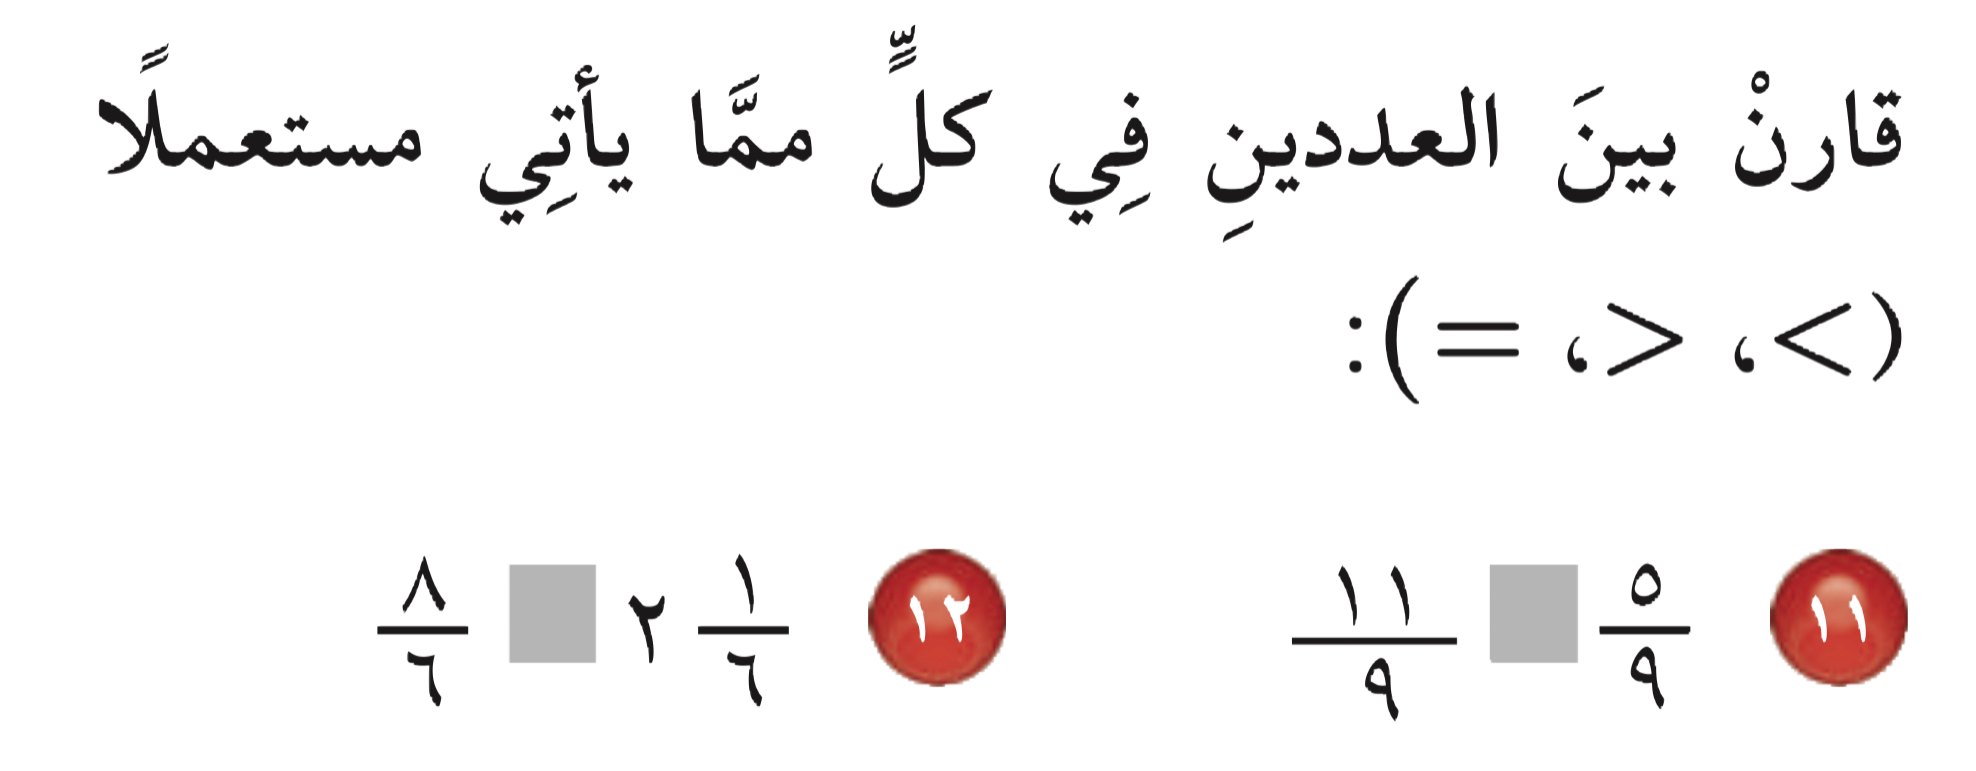 قارنْ بينَ العددينِ فِي كلٍّ ممَّا يأتِي مستعملًا
(>، <، =):
١١ ٥/٩ ١١/٩
١٢ ١/٦ ٢ ٨/٦